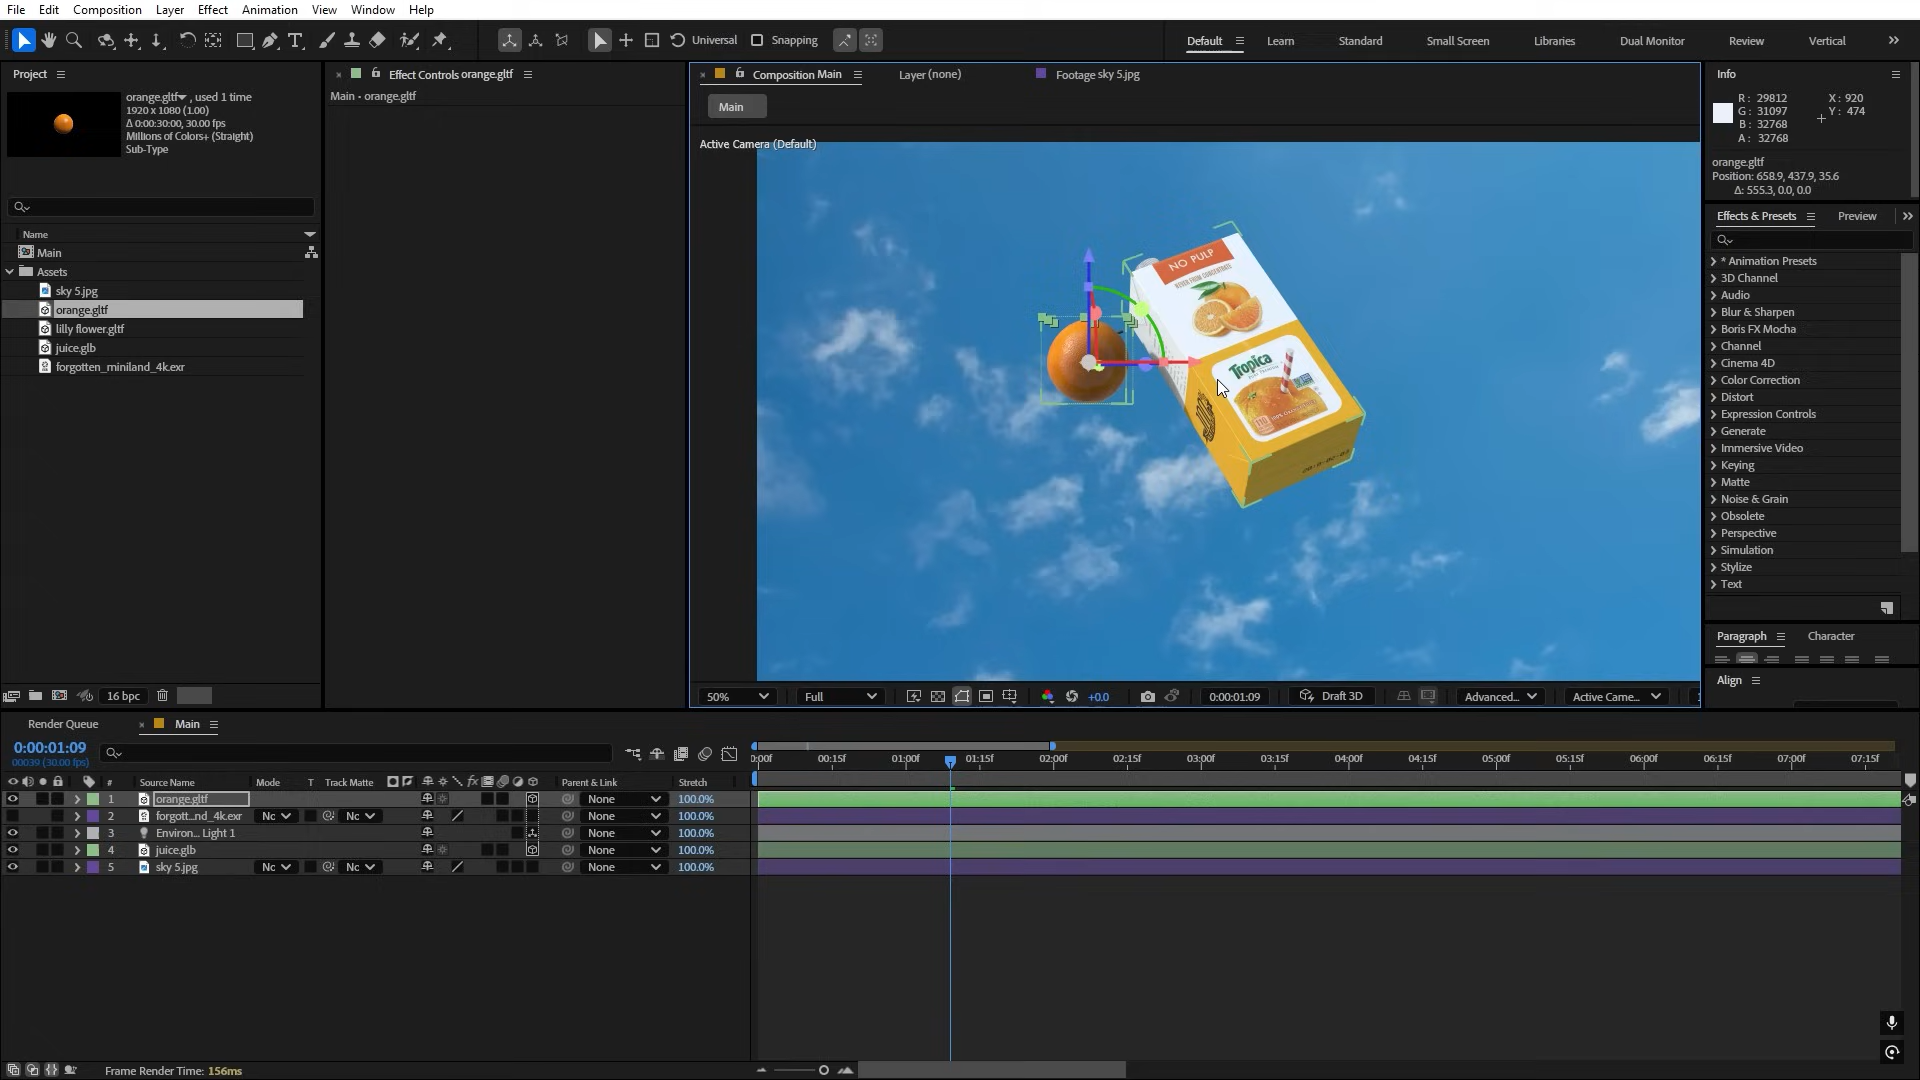 File Edit Composition Layer Effect Animation View Window Help
Universal Snapping Default Learn Standard Small Screen Libraries Dual Monitor Review Vertical
Project
orange.gltf , used 1 time
1920 x 1080 (1.00)
Δ 0:00:30:00, 30.00 fps
Millions of Colors+ (Straight)
Sub-Type
Name
Main
Assets
sky 5.jpg
orange.gltf
lilly flower.gltf
juice.glb
forgotten_miniland_4k.exr
16 bpc
Effect Controls orange.gltf
Main - orange.gltf
Composition Main Layer (none) Footage sky 5.jpg
Main
Active Camera (Default)
NO PULP
NEVER FROM CONCENTRATE
Tropica
50% Full +0.0 0:00:01:09 Draft 3D Advanced... Active Came...
Info
R: 29812 X: 920
G: 31097 Y: 474
B: 32768
A: 32768
orange.gltf
Position: 658.9, 437.9, 35.6
Δ: 555.3, 0.0, 0.0
Effects & Presets Preview
* Animation Presets
3D Channel
Audio
Blur & Sharpen
Boris FX Mocha
Channel
Cinema 4D
Color Correction
Distort
Expression Controls
Generate
Immersive Video
Keying
Matte
Noise & Grain
Obsolete
Perspective
Simulation
Stylize
Text
Paragraph Character
Align
Render Queue Main
0:00:01:09
00039 (30.00 fps)
# Source Name Mode T Track Matte fx Parent & Link Stretch
:00f 00:15f 01:00f 01:15f 02:00f 02:15f 03:00f 03:15f 04:00f 04:15f 05:00f 05:15f 06:00f 06:15f 07:00f 07:15f
1 orange.gltf None 100.0%
2 forgott...nd_4k.exr Nc Nc None 100.0%
3 Environ... Light 1 None 100.0%
4 juice.glb None 100.0%
5 sky 5.jpg Nc Nc None 100.0%
Frame Render Time: 156ms